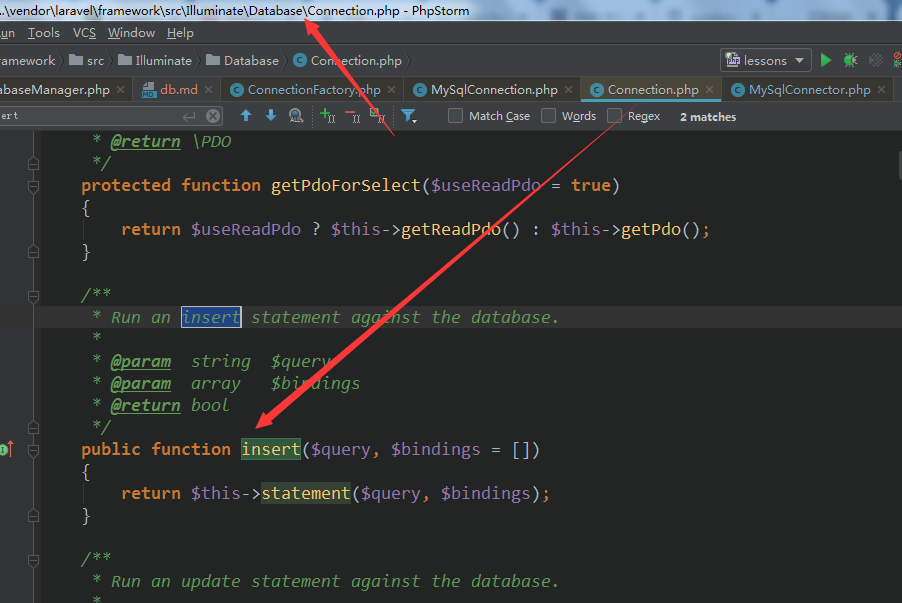 ..\vendor\laravel\framework\src\Illuminate\Database\Connection.php - PhpStorm
un Tools VCS Window Help
amework src Illuminate Database Connection.php lessons
abaseManager.php db.md ConnectionFactory.php MySqlConnection.php Connection.php MySqlConnector.php
ert Match Case Words Regex 2 matches
* @return \PDO
*/
protected function getPdoForSelect($useReadPdo = true)
{
return $useReadPdo ? $this->getReadPdo() : $this->getPdo();
}
/**
* Run an insert statement against the database.
*
* @param string $query
* @param array $bindings
* @return bool
*/
public function insert($query, $bindings = [])
{
return $this->statement($query, $bindings);
}
/**
* Run an update statement against the database.
*